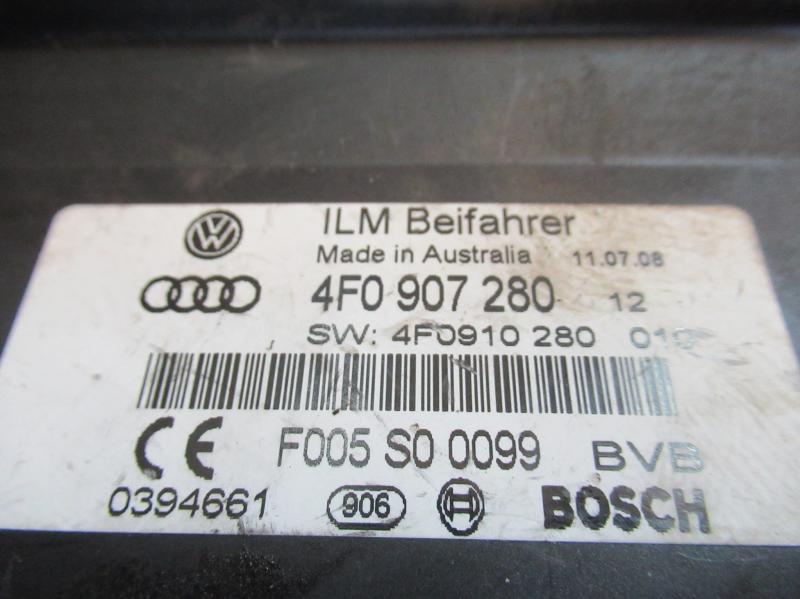 ILM Beifahrer
Made in Australia 11.07.08
4F0 907 280 12
SW: 4F0910 280
CE F005 S0 0099 BVB
0394661 906 BOSCH